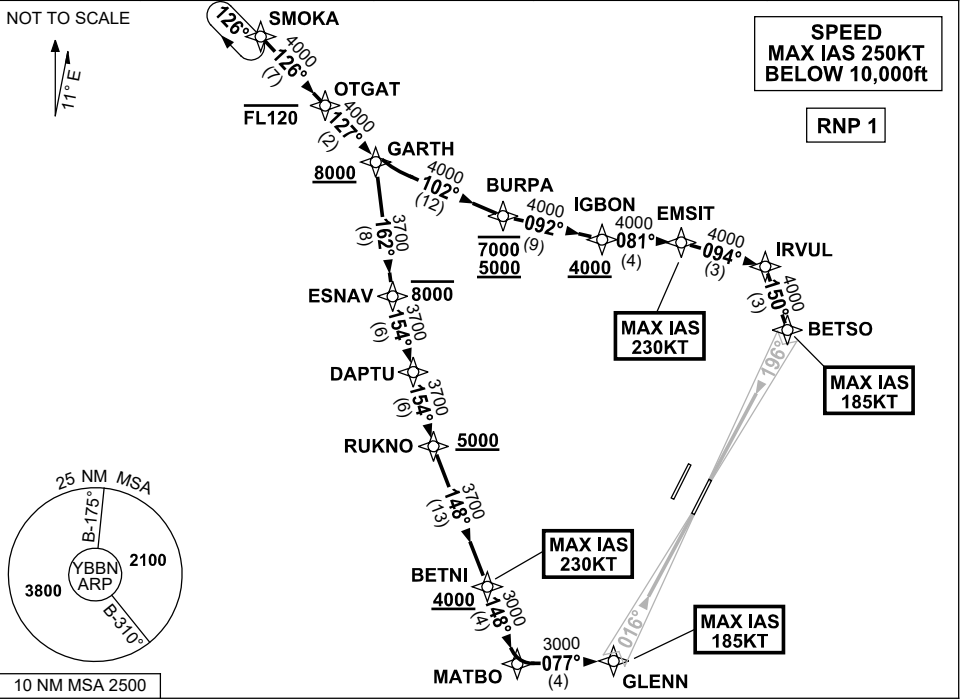 NOT TO SCALE
11° E
126°
SMOKA
4000
126°
(7)
OTGAT
FL120
4000
127°
(2)
GARTH
8000
4000
102°
(12)
BURPA
7000
5000
4000
092°
(9)
IGBON
4000
4000
081°
(4)
EMSIT
MAX IAS
230KT
4000
094°
(3)
IRVUL
4000
150°
(3)
BETSO
MAX IAS
185KT
196°
SPEED
MAX IAS 250KT
BELOW 10,000ft
RNP 1
3700
162°
(8)
ESNAV
8000
3700
154°
(6)
DAPTU
3700
154°
(6)
RUKNO
5000
3700
148°
(13)
BETNI
4000
MAX IAS
230KT
3000
148°
(4)
MATBO
3000
077°
(4)
GLENN
MAX IAS
185KT
016°
25 NM MSA
B-175°
YBBN
ARP
2100
3800
B-310°
10 NM MSA 2500